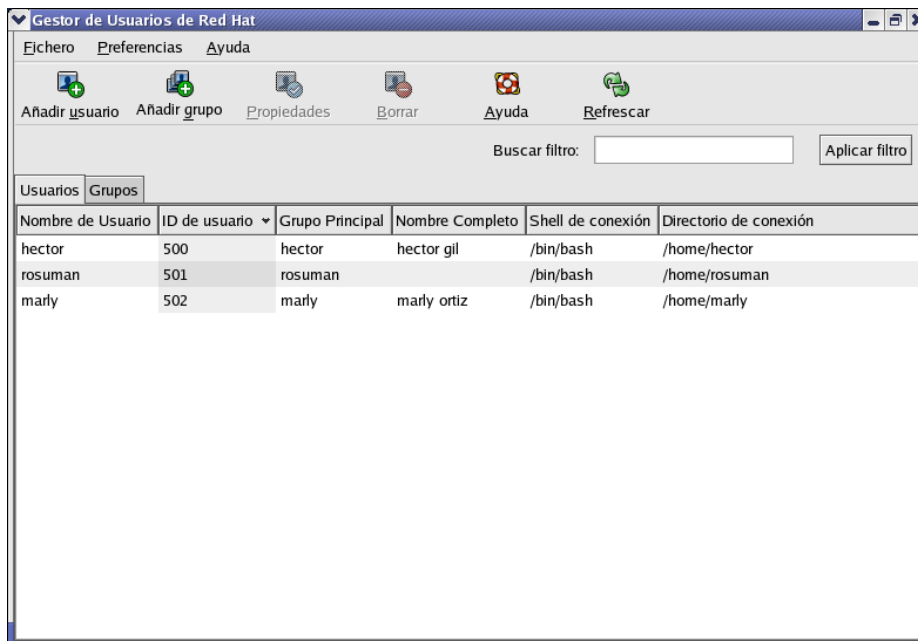 Gestor de Usuarios de Red Hat
Fichero Preferencias Ayuda
Añadir usuario Añadir grupo Propiedades Borrar Ayuda Refrescar
Buscar filtro: Aplicar filtro
Usuarios Grupos
Nombre de Usuario ID de usuario Grupo Principal Nombre Completo Shell de conexión Directorio de conexión
hector 500 hector hector gil /bin/bash /home/hector
rosuman 501 rosuman /bin/bash /home/rosuman
marly 502 marly marly ortiz /bin/bash /home/marly